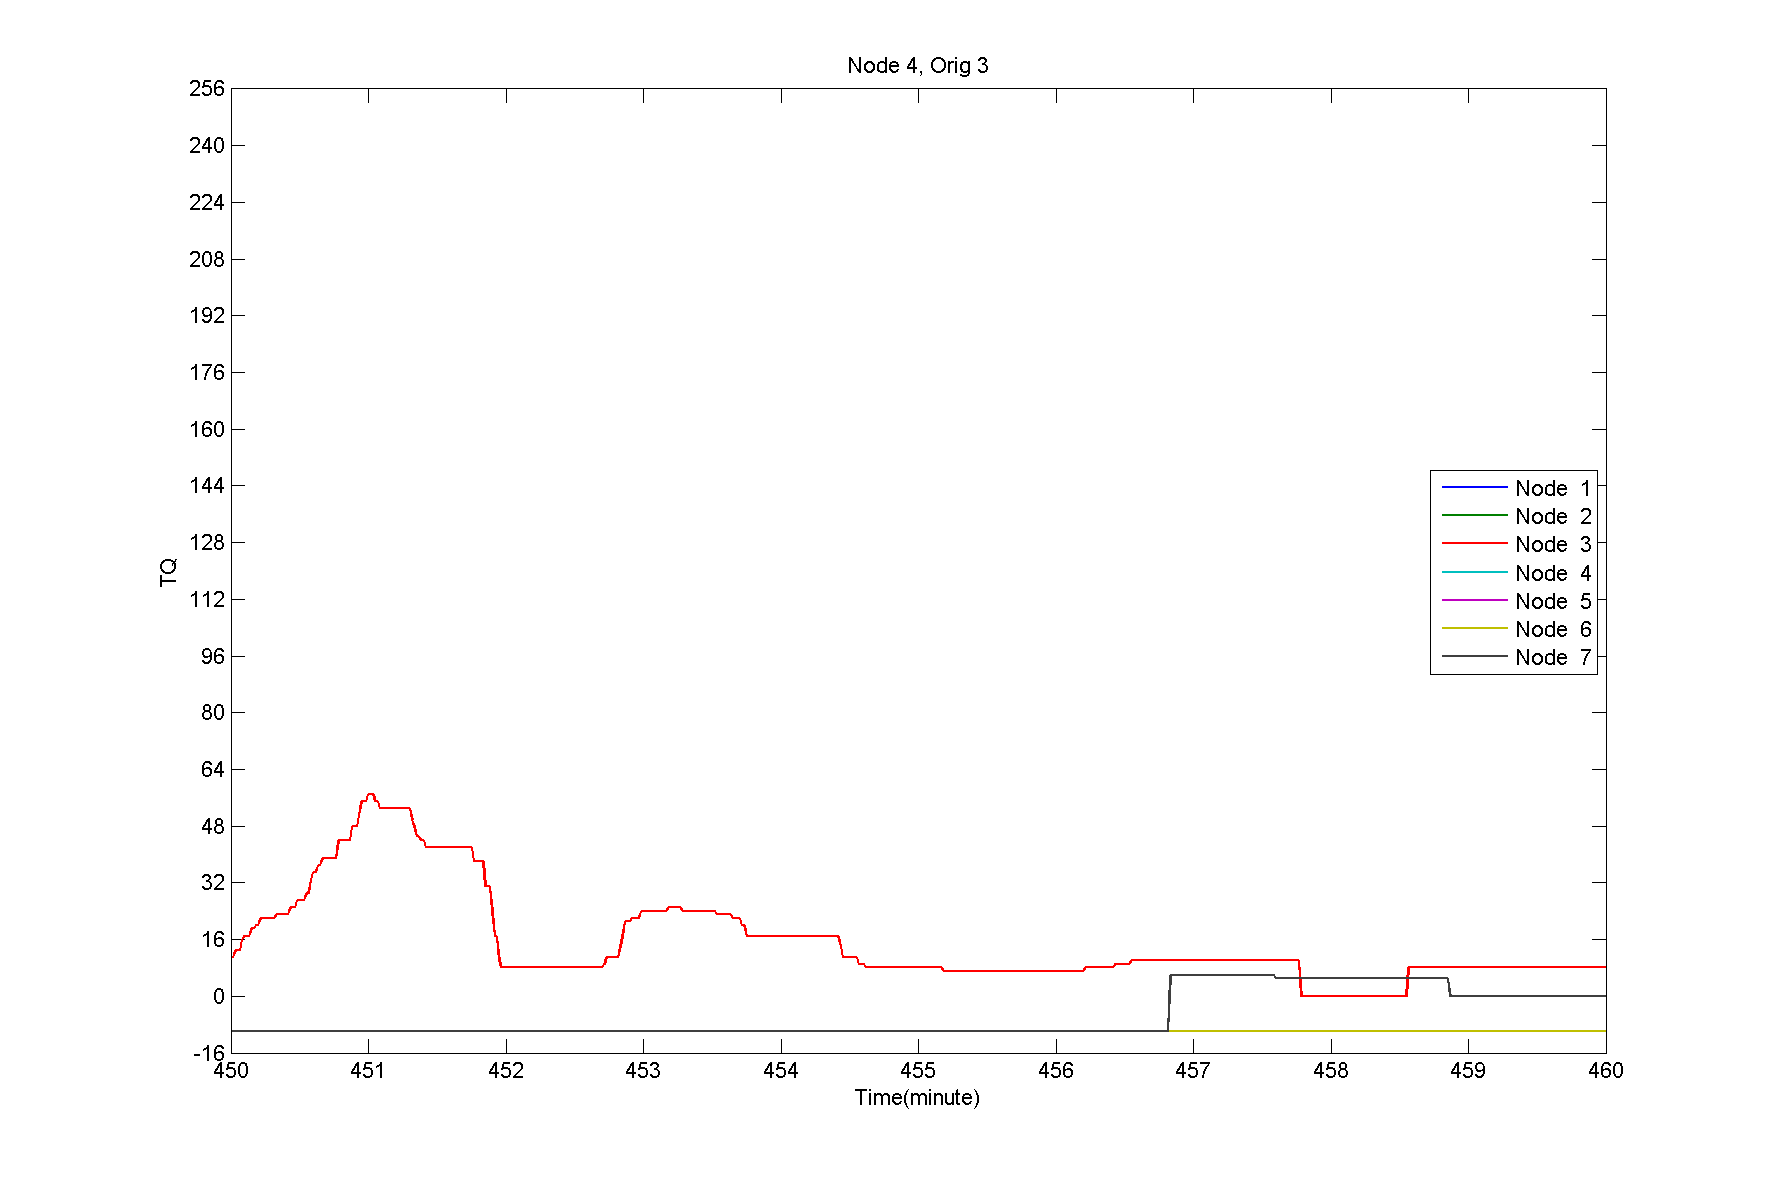 Node 4, Orig 3
256
240
224
208
192
176
160
144
128
112
96
80
64
48
32
16
0
-16
TQ
Node 1
Node 2
Node 3
Node 4
Node 5
Node 6
Node 7
450 451 452 453 454 455 456 457 458 459 460
Time(minute)